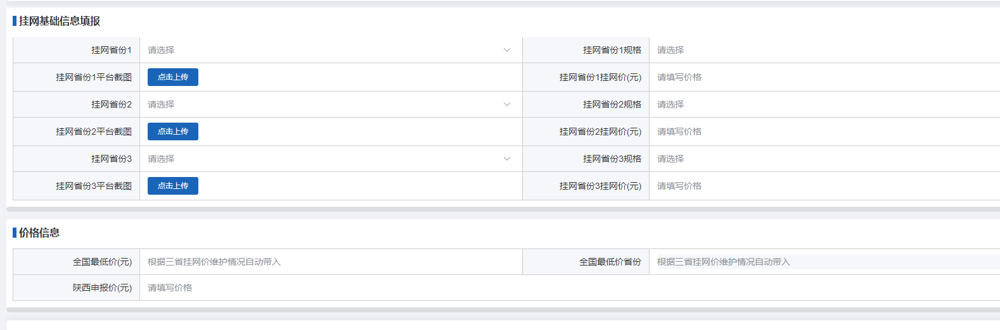 挂网基础信息填报
挂网省份1 请选择 挂网省份1规格 请选择
挂网省份1平台截图 点击上传 挂网省份1挂网价(元) 请填写价格
挂网省份2 请选择 挂网省份2规格 请选择
挂网省份2平台截图 点击上传 挂网省份2挂网价(元) 请填写价格
挂网省份3 请选择 挂网省份3规格 请选择
挂网省份3平台截图 点击上传 挂网省份3挂网价(元) 请填写价格
价格信息
全国最低价(元) 根据三省挂网价维护情况自动带入 全国最低价省份 根据三省挂网价维护情况自动带入
陕西申报价(元) 请填写价格